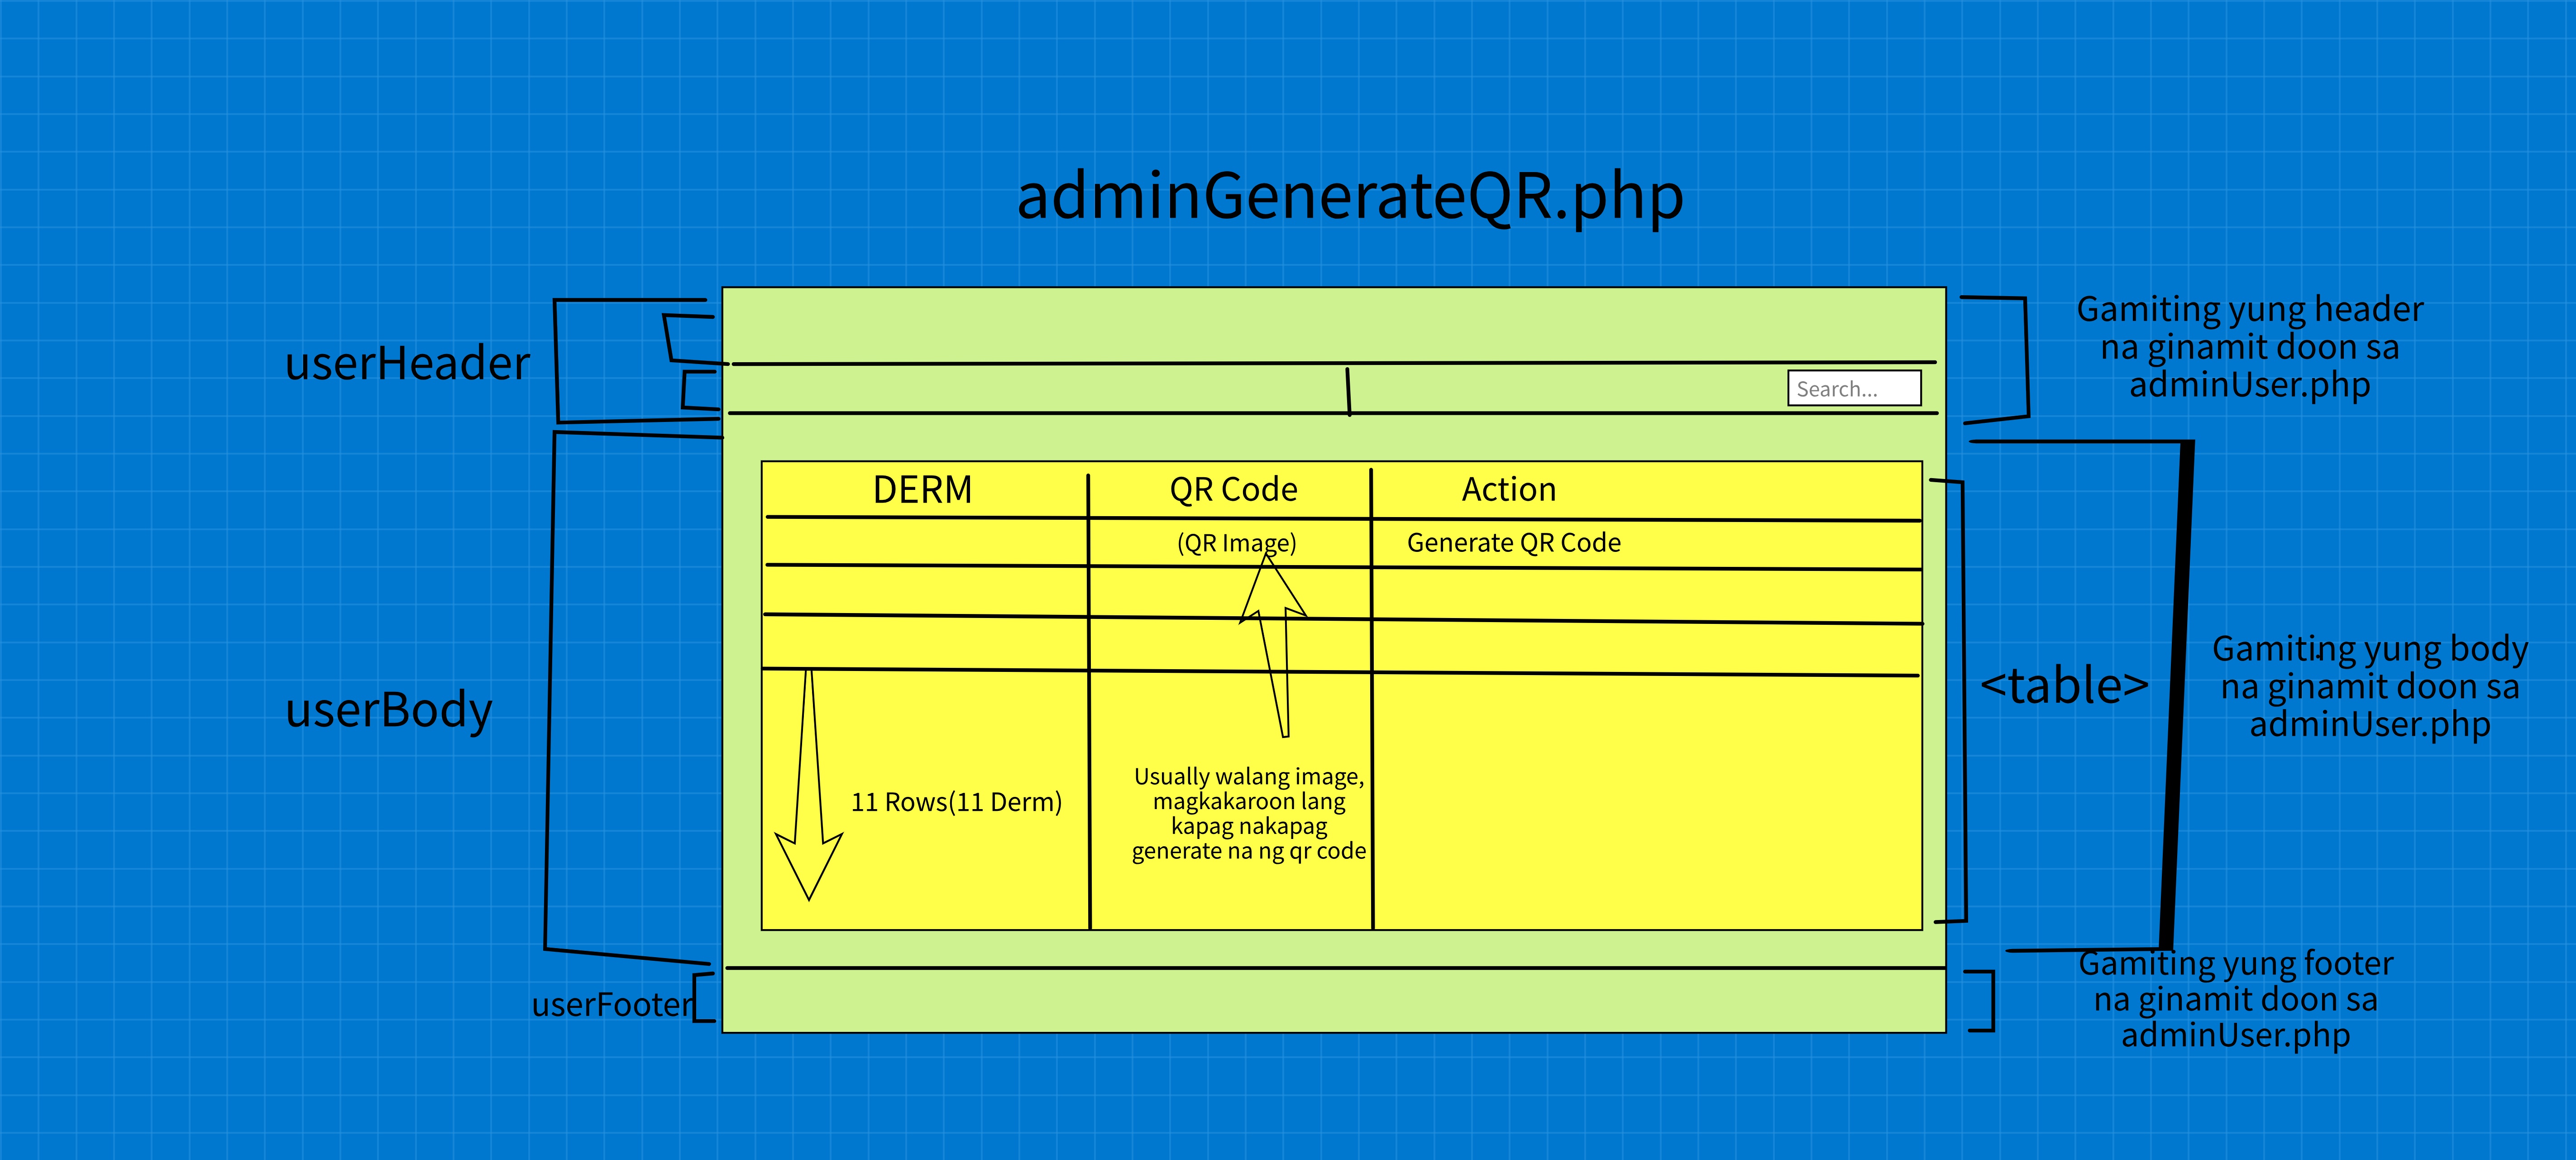 adminGenerateQR.php
userHeader
Search...
Gamiting yung header
na ginamit doon sa
adminUser.php
DERM
QR Code
Action
(QR Image)
Generate QR Code
userBody
11 Rows(11 Derm)
Usually walang image,
magkakaroon lang
kapag nakapag
generate na ng qr code
<table>
Gamiting yung body
na ginamit doon sa
adminUser.php
userFooter
Gamiting yung footer
na ginamit doon sa
adminUser.php